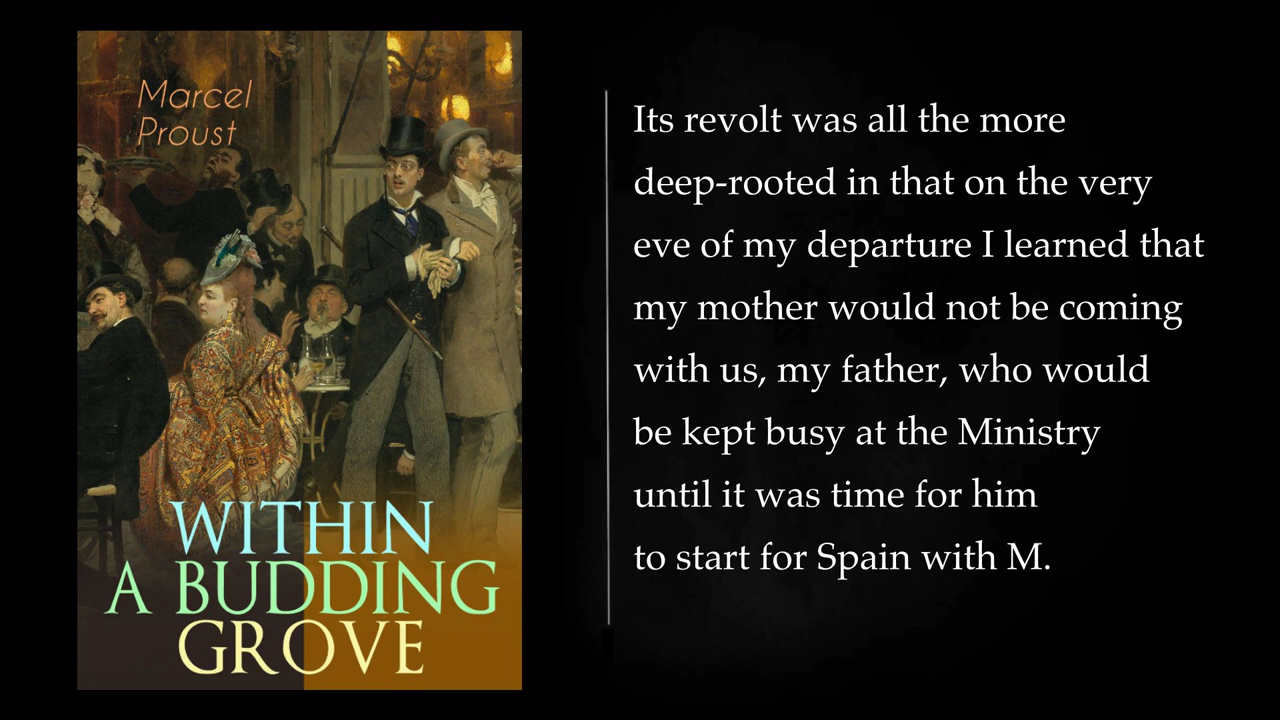 Marcel
Proust
WITHIN
A BUDDING
GROVE
Its revolt was all the more
deep-rooted in that on the very
eve of my departure I learned that
my mother would not be coming
with us, my father, who would
be kept busy at the Ministry
until it was time for him
to start for Spain with M.